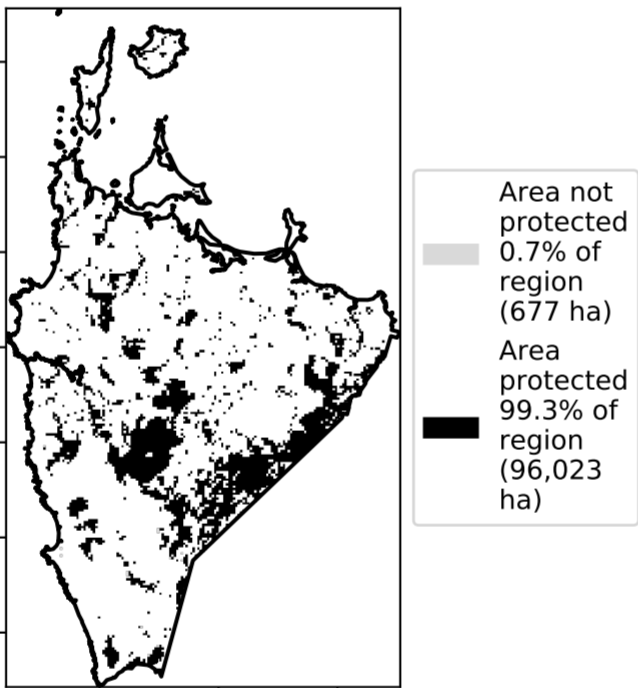 Area not
protected
0.7% of
region
(677 ha)
Area
protected
99.3% of
region
(96,023
ha)